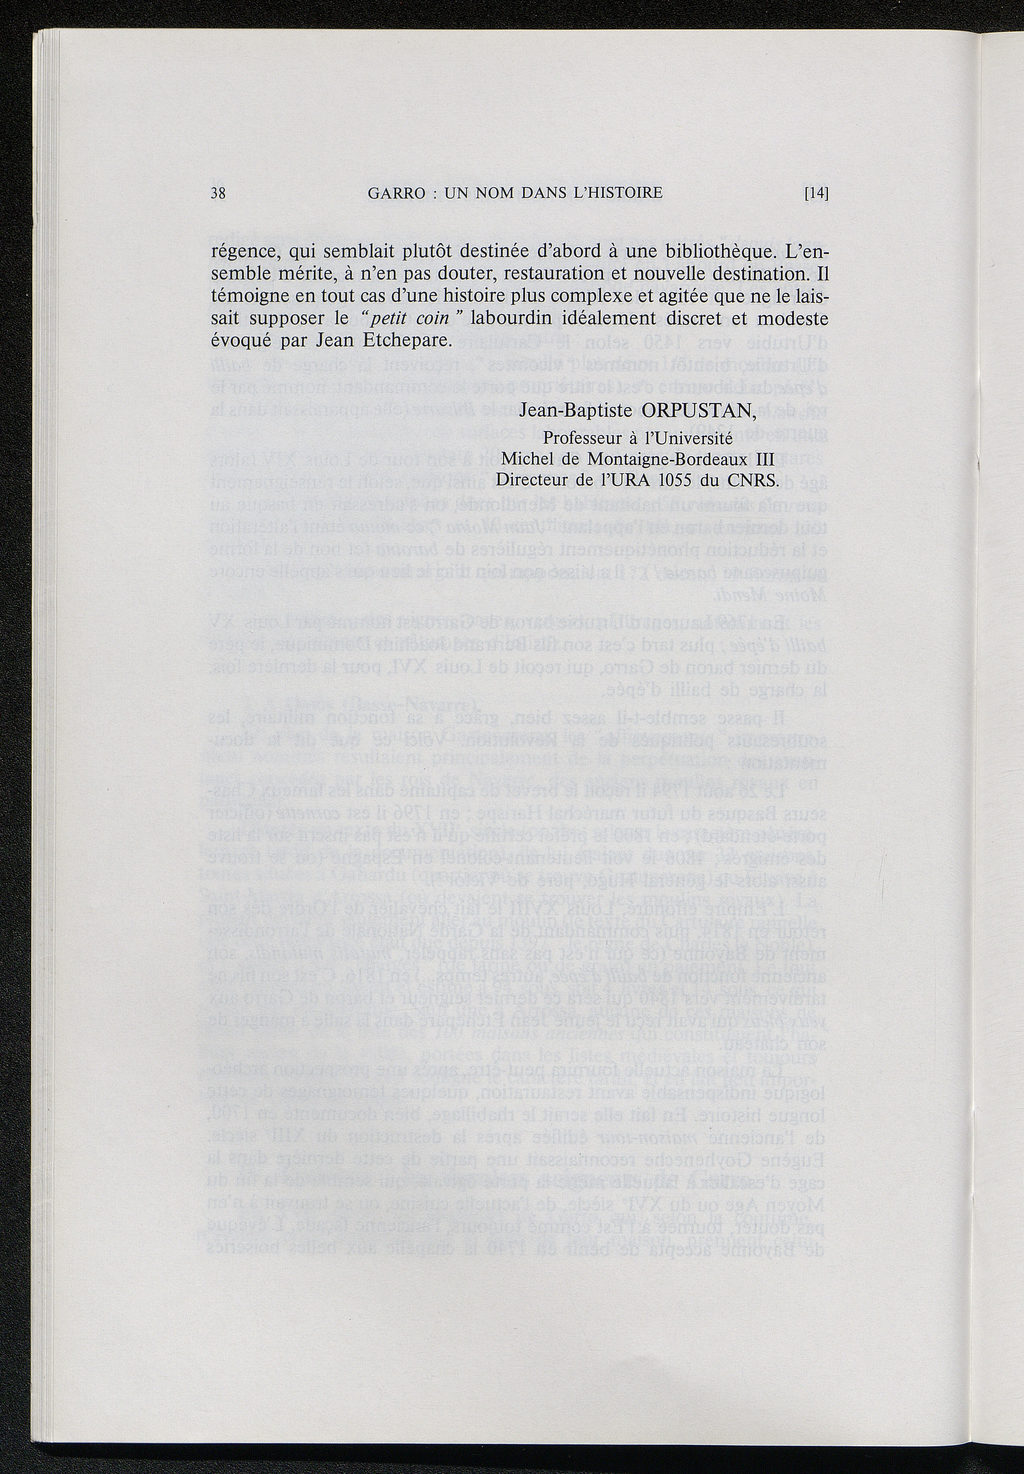 38 GARRO : UN NOM DANS L'HISTOIRE [14]
régence, qui semblait plutôt destinée d'abord à une bibliothèque. L'en-
semble mérite, à n'en pas douter, restauration et nouvelle destination. Il
témoigne en tout cas d'une histoire plus complexe et agitée que ne le lais-
sait supposer le "petit coin" labourdin idéalement discret et modeste
évoqué par Jean Etchepare.
Jean-Baptiste ORPUSTAN,
Professeur à l'Université
Michel de Montaigne-Bordeaux III
Directeur de l'URA 1055 du CNRS.